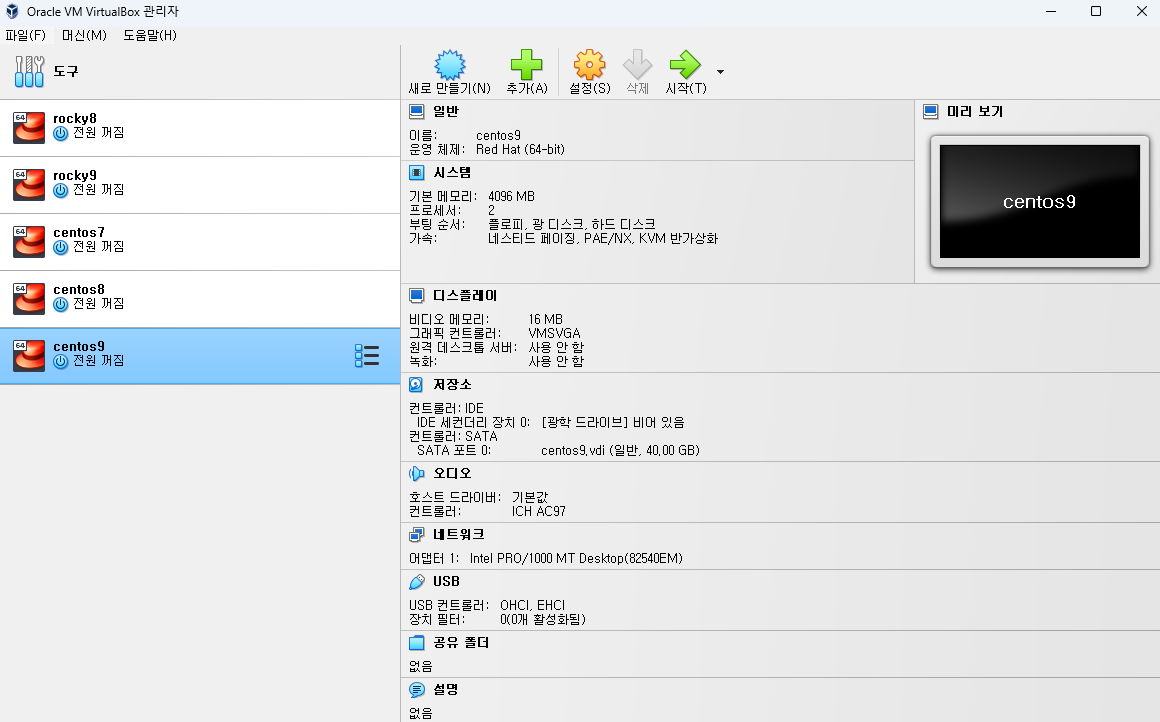 Oracle VM VirtualBox 관리자
파일(F) 머신(M) 도움말(H)
도구
새로 만들기(N) 추가(A) 설정(S) 삭제 시작(T)
64 rocky8
전원 꺼짐
64 rocky9
전원 꺼짐
64 centos7
전원 꺼짐
64 centos8
전원 꺼짐
64 centos9
전원 꺼짐
일반
이름: centos9
운영 체제: Red Hat (64-bit)
시스템
기본 메모리: 4096 MB
프로세서: 2
부팅 순서: 플로피, 광 디스크, 하드 디스크
가속: 네스티드 페이징, PAE/NX, KVM 반가상화
미리 보기
centos9
디스플레이
비디오 메모리: 16 MB
그래픽 컨트롤러: VMSVGA
원격 데스크톱 서버: 사용 안 함
녹화: 사용 안 함
저장소
컨트롤러: IDE
IDE 세컨더리 장치 0: [광학 드라이브] 비어 있음
컨트롤러: SATA
SATA 포트 0: centos9.vdi (일반, 40.00 GB)
오디오
호스트 드라이버: 기본값
컨트롤러: ICH AC97
네트워크
어댑터 1: Intel PRO/1000 MT Desktop(82540EM)
USB
USB 컨트롤러: OHCI, EHCI
장치 필터: 0(0개 활성화됨)
공유 폴더
없음
설명
없음